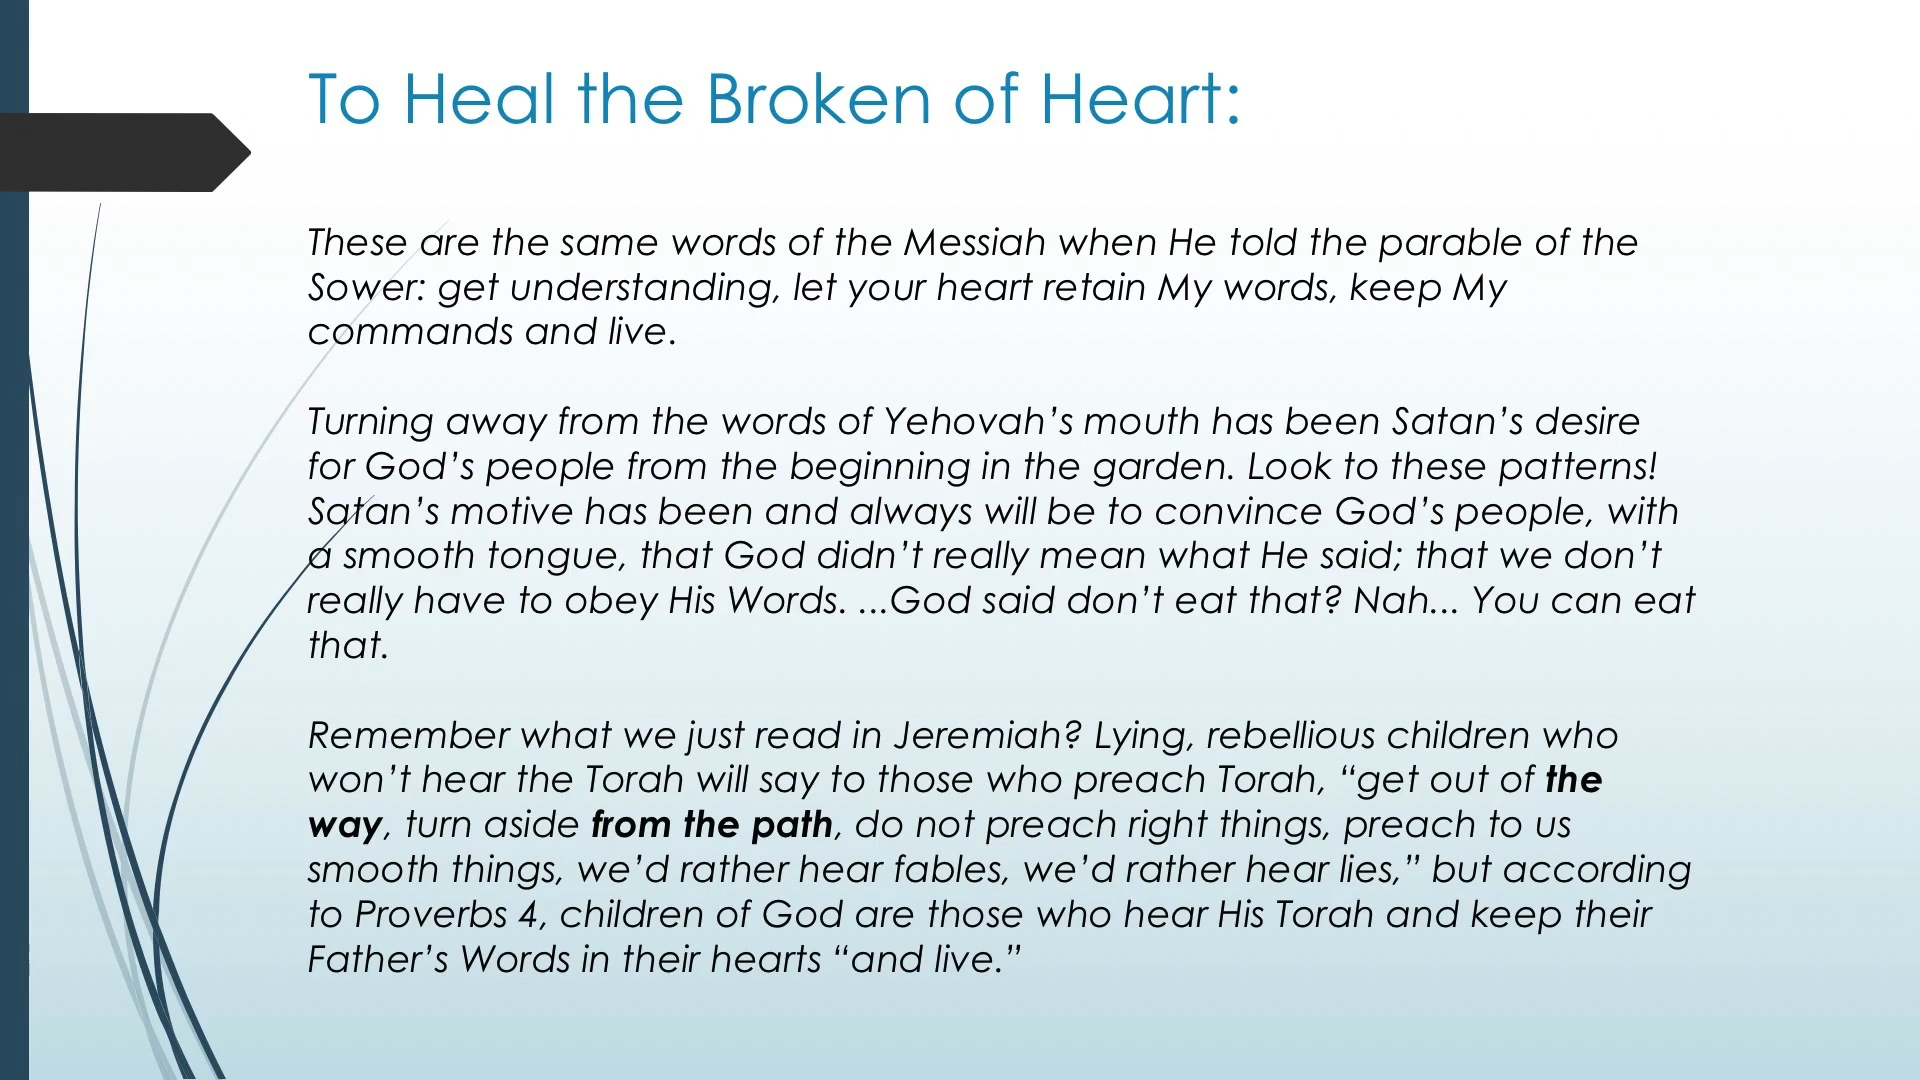 To Heal the Broken of Heart:
These are the same words of the Messiah when He told the parable of the
Sower: get understanding, let your heart retain My words, keep My
commands and live.
Turning away from the words of Yehovah’s mouth has been Satan’s desire
for God’s people from the beginning in the garden. Look to these patterns!
Satan’s motive has been and always will be to convince God’s people, with
a smooth tongue, that God didn’t really mean what He said; that we don’t
really have to obey His Words. ...God said don’t eat that? Nah... You can eat
that.
Remember what we just read in Jeremiah? Lying, rebellious children who
won’t hear the Torah will say to those who preach Torah, “get out of the
way, turn aside from the path, do not preach right things, preach to us
smooth things, we’d rather hear fables, we’d rather hear lies,” but according
to Proverbs 4, children of God are those who hear His Torah and keep their
Father’s Words in their hearts “and live.”